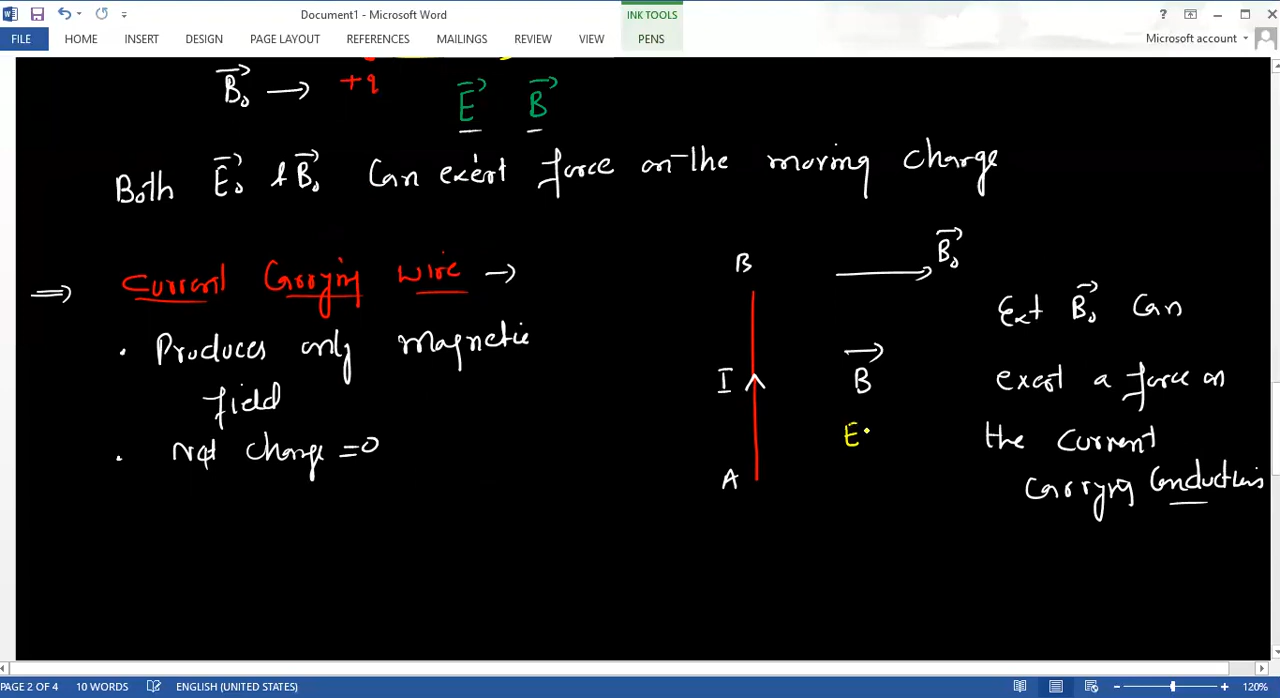 Document1 - Microsoft Word
INK TOOLS
FILE HOME INSERT DESIGN PAGE LAYOUT REFERENCES MAILINGS REVIEW VIEW PENS
Microsoft account
B₀ → +q E B
Both E₀ & B₀ Can exert force on the moving charge
⇒ Current Carrying wire →
• Produces only magnetic
field
• Net charge = 0
B
I
A
B₀
B
E
Ext B₀ Can
exert a force on
the Current
Carrying Conductors
PAGE 2 OF 4 10 WORDS ENGLISH (UNITED STATES) 120%